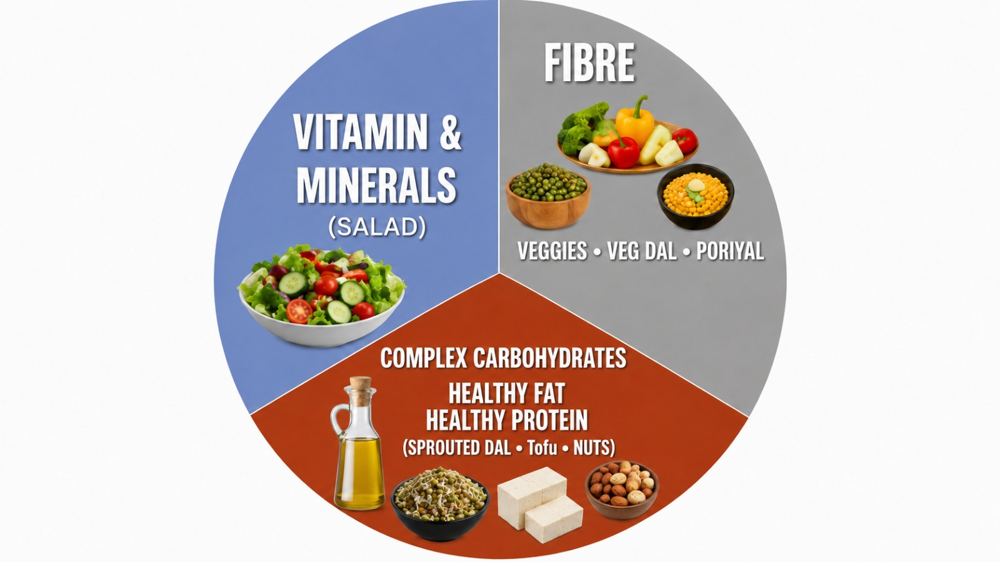 VITAMIN &
MINERALS
(SALAD)
FIBRE
VEGGIES • VEG DAL • PORIYAL
COMPLEX CARBOHYDRATES
HEALTHY FAT
HEALTHY PROTEIN
(SPROUTED DAL • Tofu • NUTS)